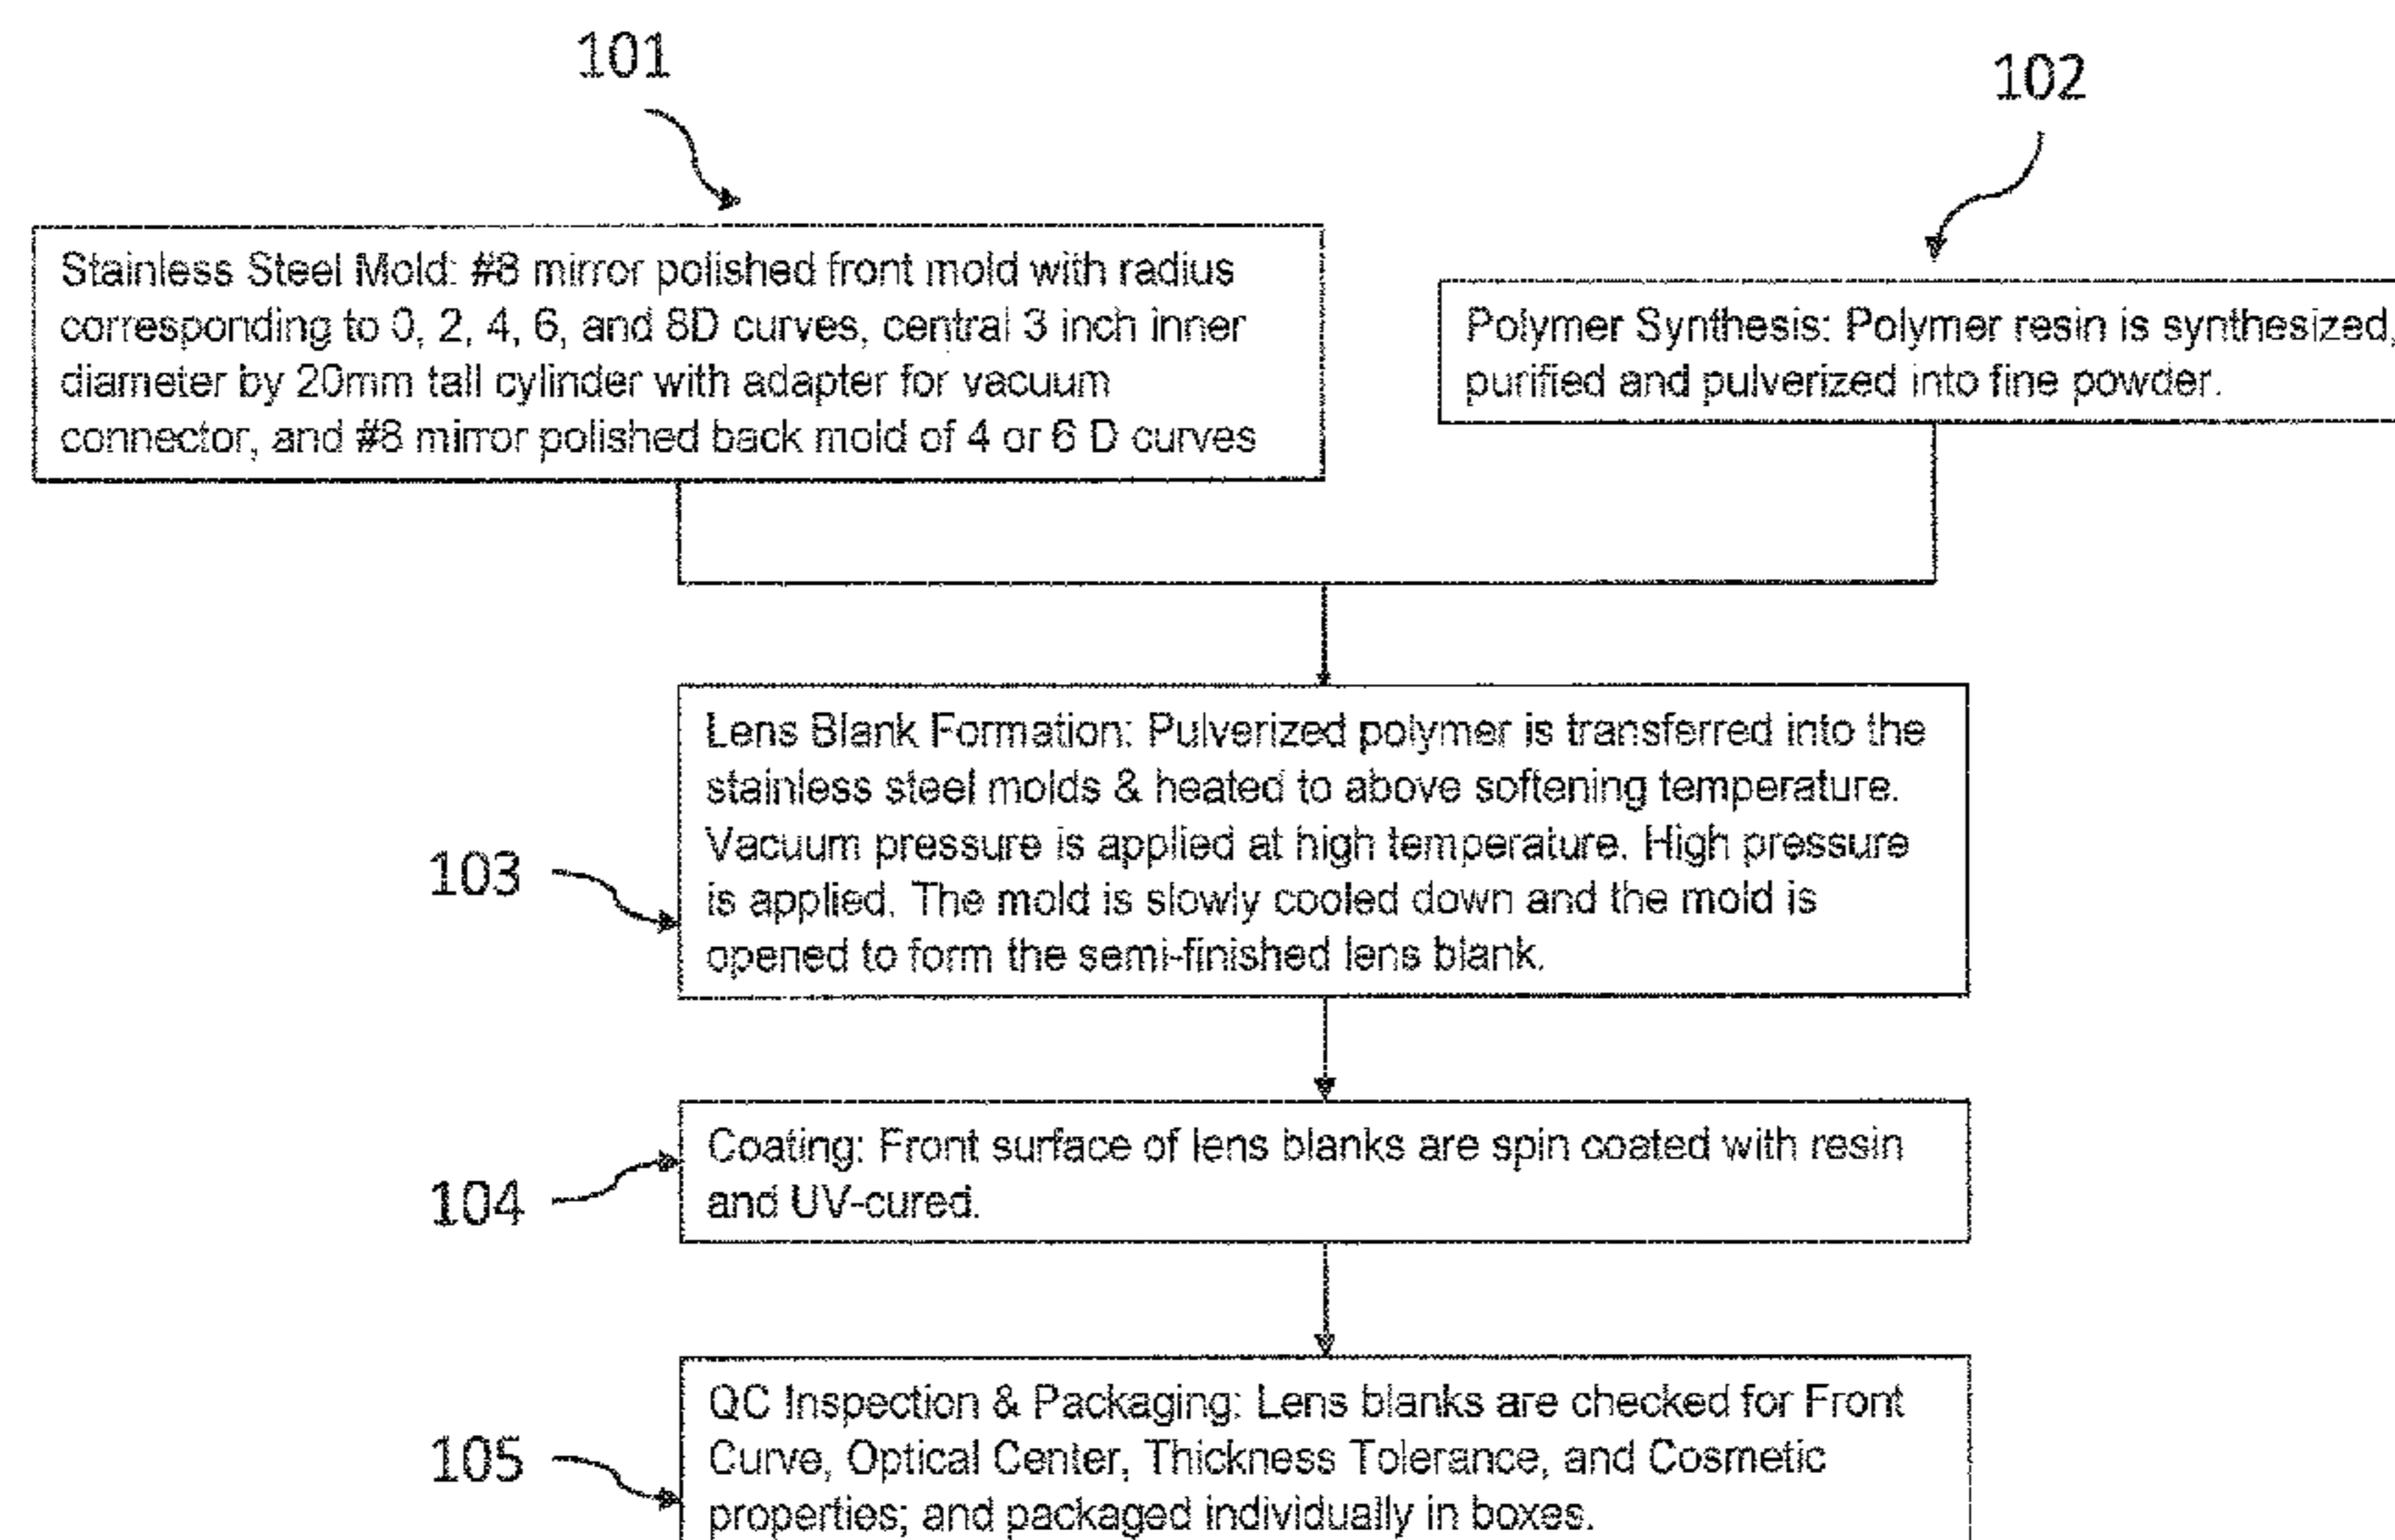 101
102
Stainless Steel Mold: #8 mirror polished front mold with radius
corresponding to 0, 2, 4, 6, and 8D curves, central 3 inch inner
diameter by 20mm tall cylinder with adapter for vacuum
connector, and #8 mirror polished back mold of 4 or 6 D curves
Polymer Synthesis: Polymer resin is synthesized,
purified and pulverized into fine powder.
103
Lens Blank Formation: Pulverized polymer is transferred into the
stainless steel molds & heated to above softening temperature.
Vacuum pressure is applied at high temperature. High pressure
is applied. The mold is slowly cooled down and the mold is
opened to form the semi-finished lens blank.
104
Coating: Front surface of lens blanks are spin coated with resin
and UV-cured.
105
QC Inspection & Packaging: Lens blanks are checked for Front
Curve, Optical Center, Thickness Tolerance, and Cosmetic
properties; and packaged individually in boxes.